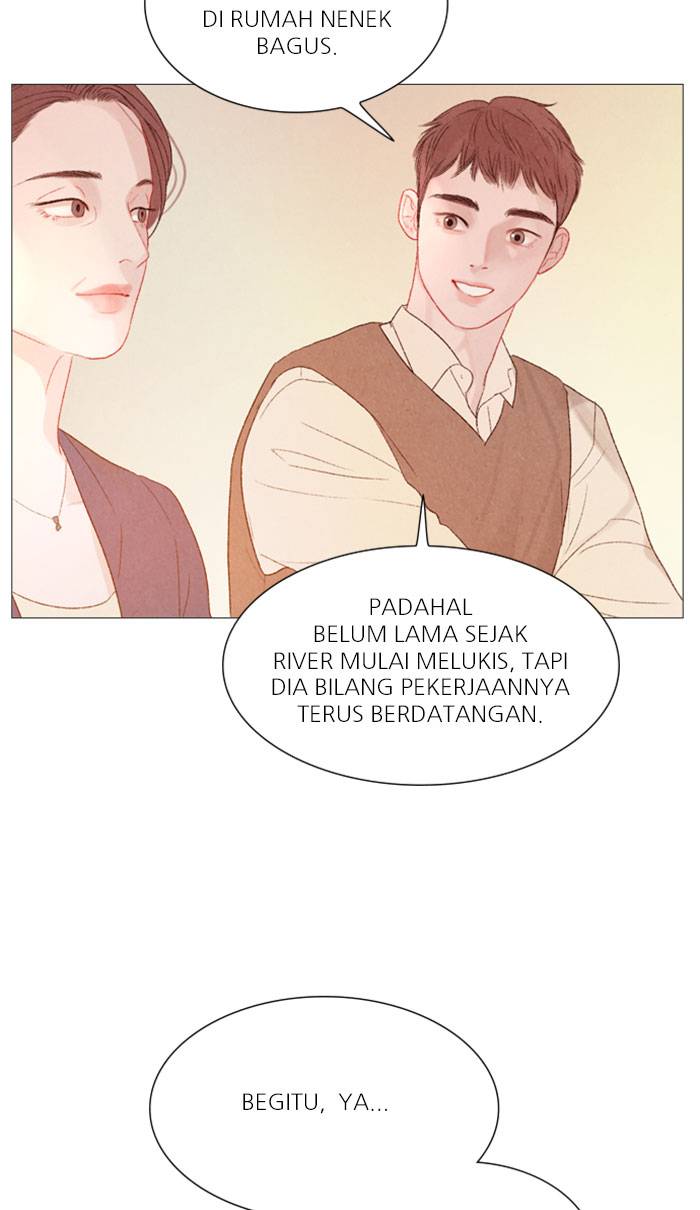 DI RUMAH NENEK
BAGUS.
PADAHAL
BELUM LAMA SEJAK
RIVER MULAI MELUKIS, TAPI
DIA BILANG PEKERJAANNYA
TERUS BERDATANGAN.
BEGITU, YA...